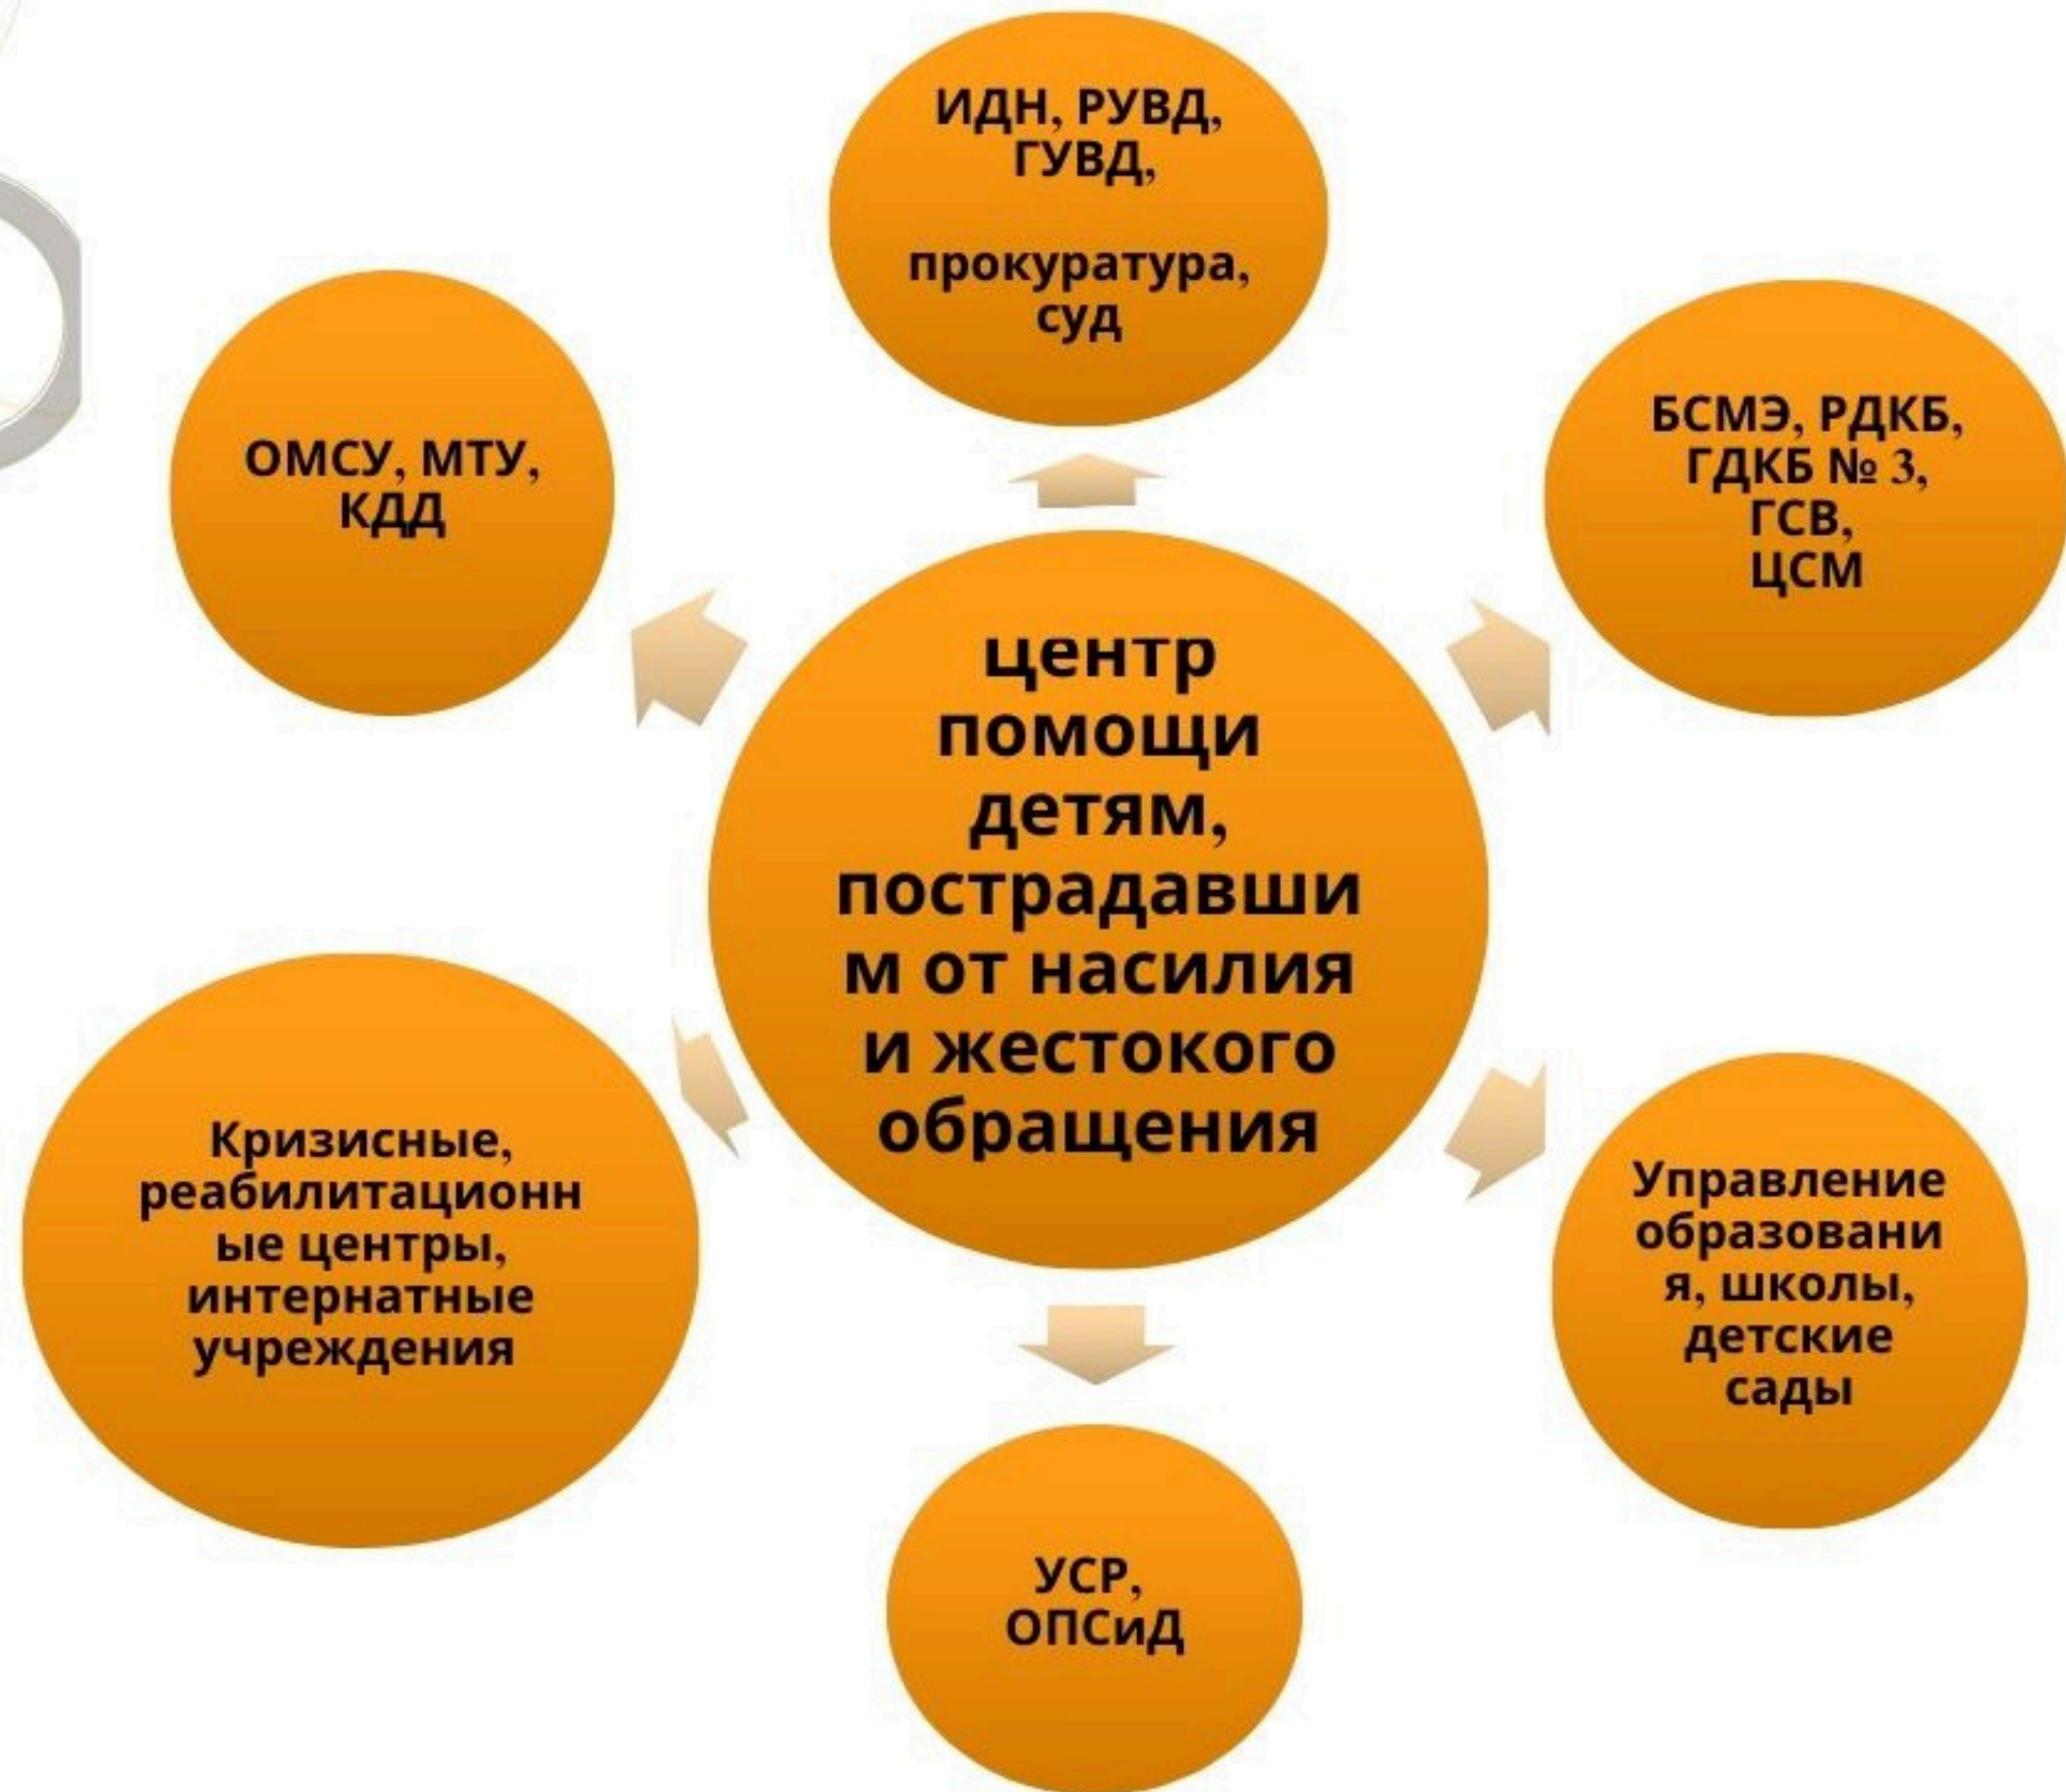 ИДН, РУВД,
ГУВД,
прокуратура,
суд
ОМСУ, МТУ,
КДД
БСМЭ, РДКБ,
ГДКБ № 3,
ГСВ,
ЦСМ
центр
помощи
детям,
пострадавши
м от насилия
и жестокого
обращения
Кризисные,
реабилитационн
ые центры,
интернатные
учреждения
Управление
образовани
я, школы,
детские
сады
УСР,
ОПСиД